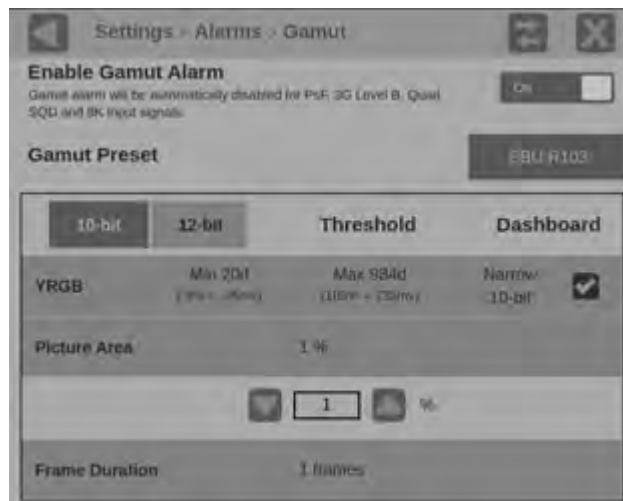 Settings > Alarms > Gamut
Enable Gamut Alarm
Gamut alarm will be automatically disabled for PsF, 3G Level B, Quad
SQD and 8K input signals.
On
Gamut Preset
EBU R103
10-bit 12-bit Threshold Dashboard
YRGB Min 20d Max 984d Narrow
10-bit
Picture Area 1 %
1 %
Frame Duration 1 frames